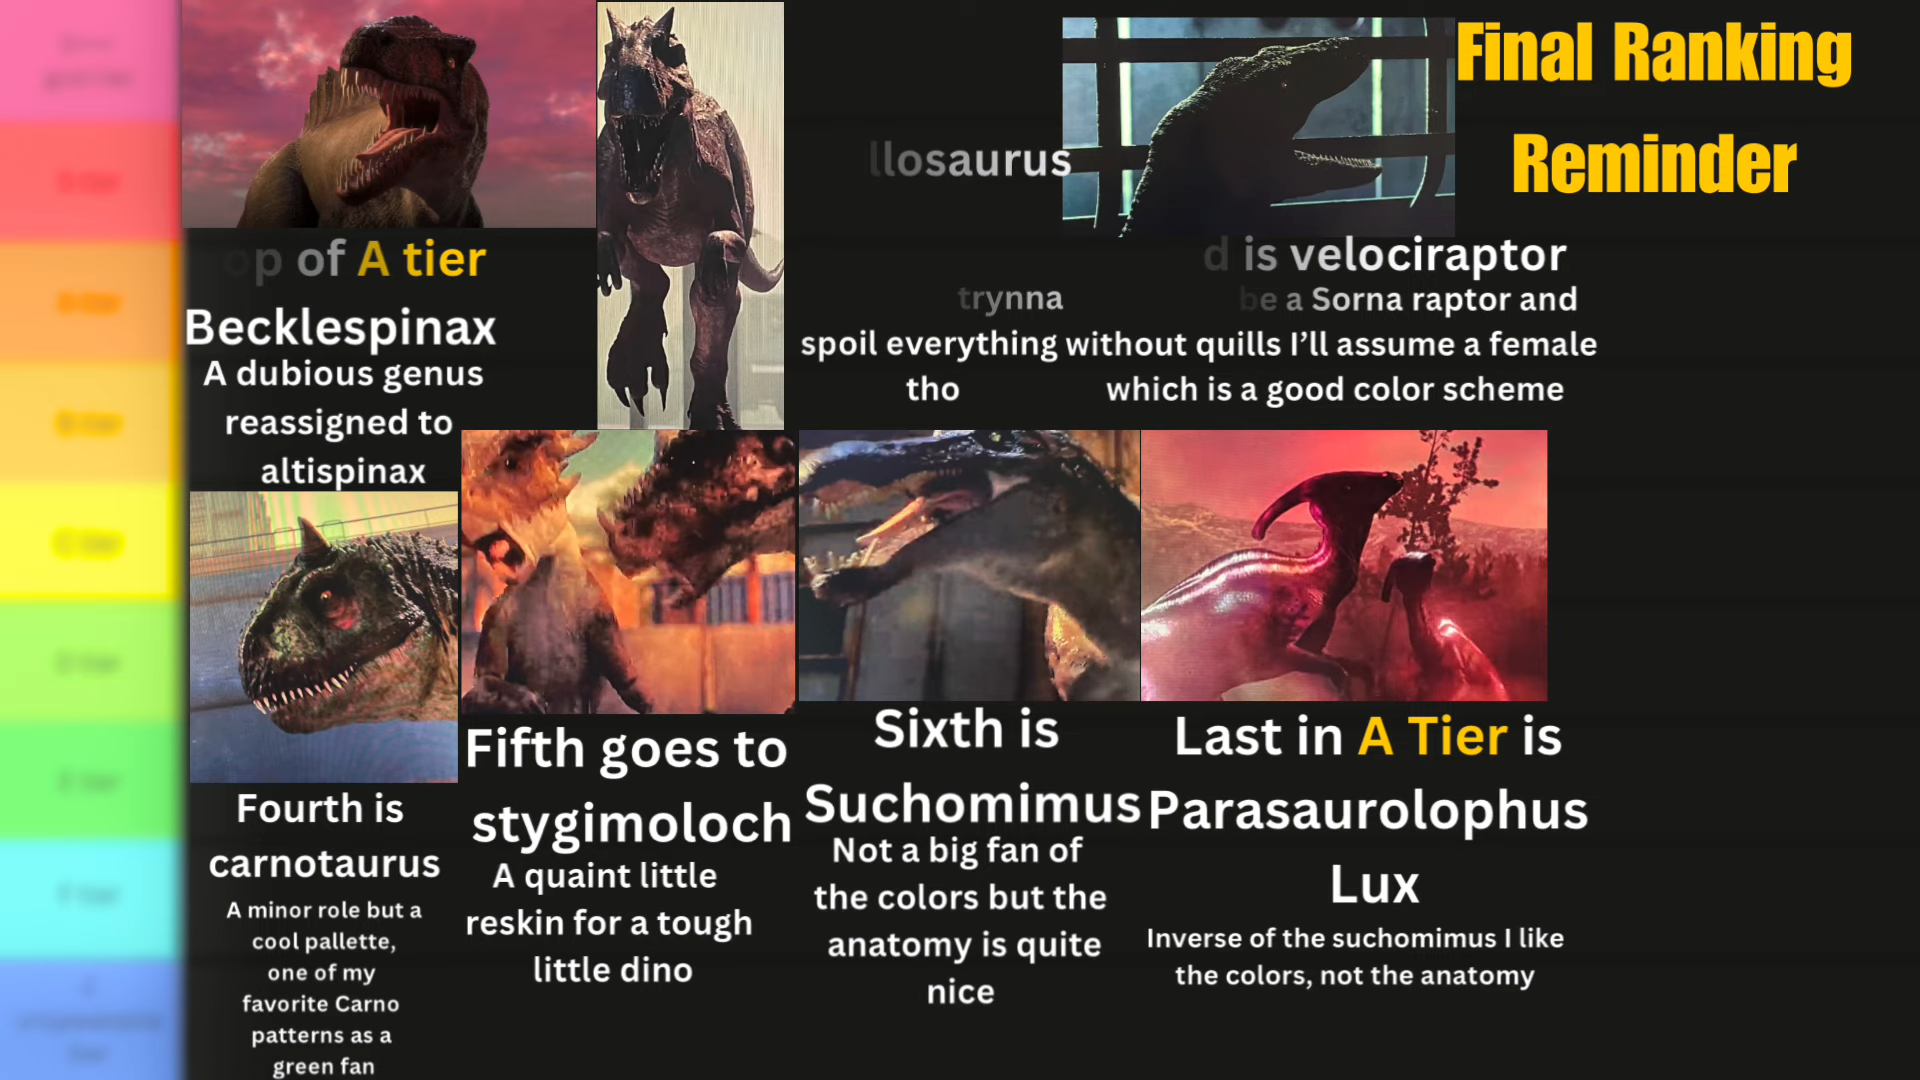 Final Ranking
Reminder
op of A tier
Becklespinax
A dubious genus
reassigned to
altispinax
llosaurus
trynna
spoil everything
tho
d is velociraptor
be a Sorna raptor and
without quills I'll assume a female
which is a good color scheme
Fourth is
carnotaurus
A minor role but a
cool pallette,
one of my
favorite Carno
patterns as a
green fan
Fifth goes to
stygimoloch
A quaint little
reskin for a tough
little dino
Sixth is
Suchomimus
Not a big fan of
the colors but the
anatomy is quite
nice
Last in A Tier is
Parasaurolophus
Lux
Inverse of the suchomimus I like
the colors, not the anatomy